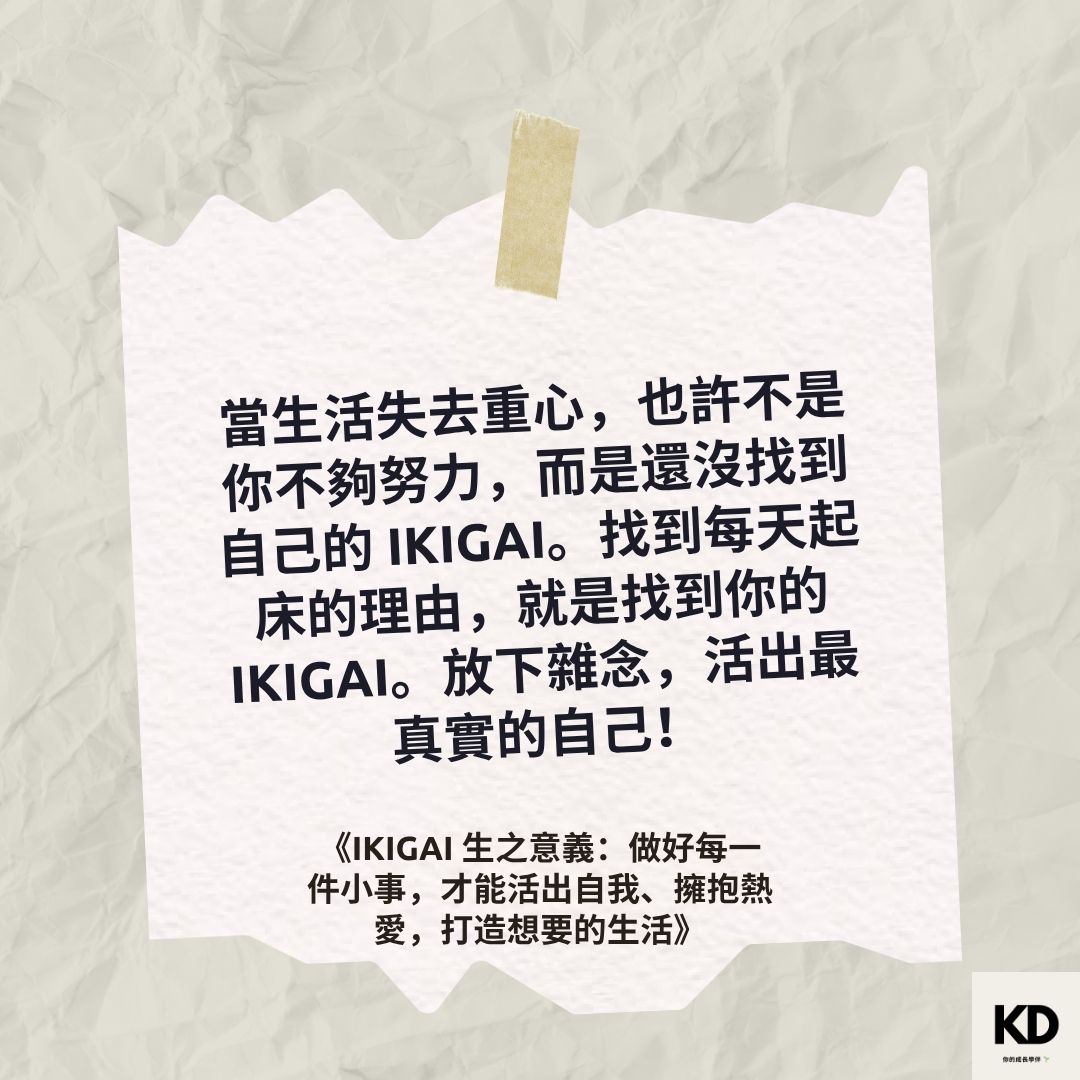 當生活失去重心，也許不是
你不夠努力，而是還沒找到
自己的 IKIGAI。找到每天起
床的理由，就是找到你的
IKIGAI。放下雜念，活出最
真實的自己！
《IKIGAI 生之意義：做好每一
件小事，才能活出自我、擁抱熱
愛，打造想要的生活》
KD
你的成長學伴